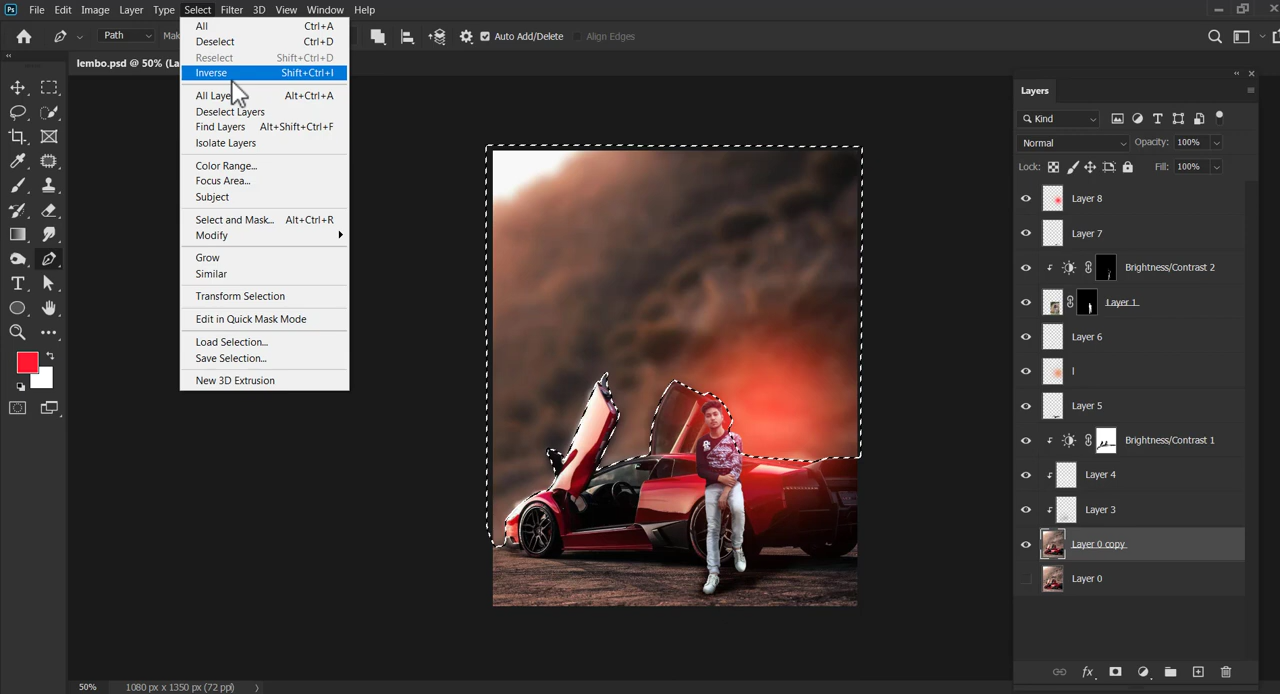 Ps File Edit Image Layer Type Select Filter 3D View Window Help
Path Auto Add/Delete Align Edges
lembo.psd @ 50% (La
All Ctrl+A
Deselect Ctrl+D
Reselect Shift+Ctrl+D
Inverse Shift+Ctrl+I
Alt+Ctrl+A
Deselect Layers
Find Layers Alt+Shift+Ctrl+F
Isolate Layers
Color Range...
Focus Area...
Subject
Select and Mask... Alt+Ctrl+R
Modify
Grow
Similar
Transform Selection
Edit in Quick Mask Mode
Load Selection...
Save Selection...
New 3D Extrusion
Layers
Kind
Normal Opacity: 100%
Lock: Fill: 100%
Layer 8
Layer 7
Brightness/Contrast 2
Layer 1
Layer 6
l
Layer 5
Brightness/Contrast 1
Layer 4
Layer 3
Layer 0 copy
Layer 0
fx
50% 1080 px x 1350 px (72 ppi)